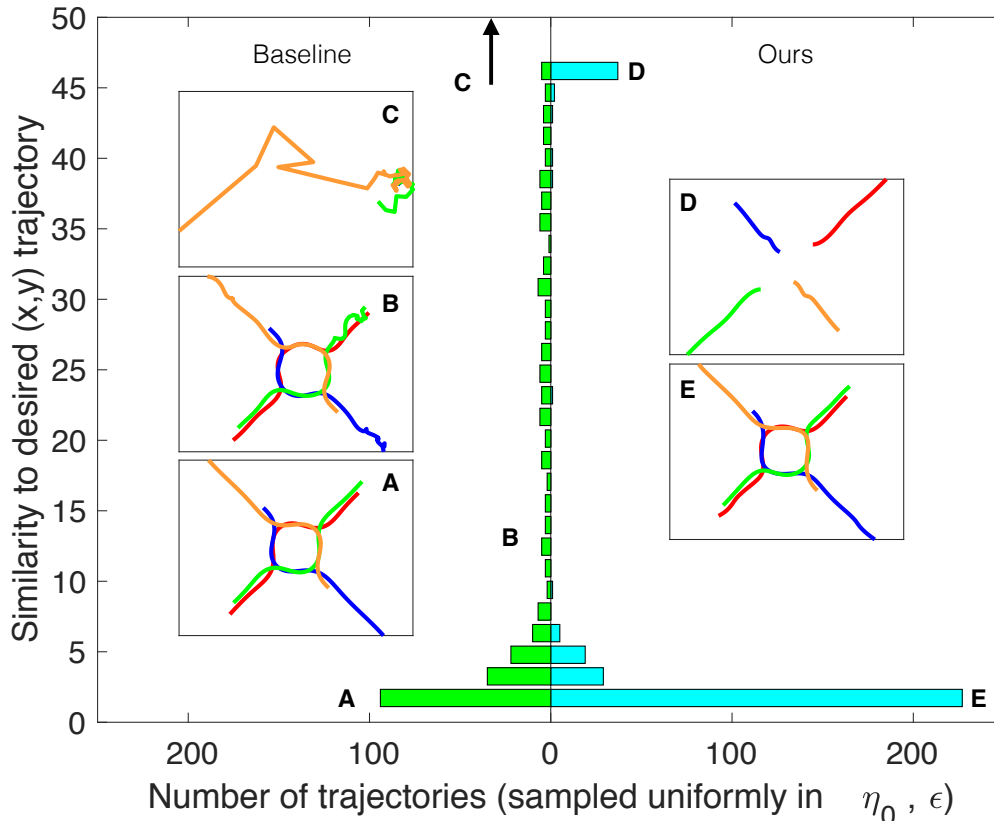 Similarity to desired (x,y) trajectory
50
45
40
35
30
25
20
15
10
5
0
Baseline
Ours
C
D
C
D
B
E
A
B
A
E
200
100
0
100
200
Number of trajectories (sampled uniformly in η0 , ϵ)